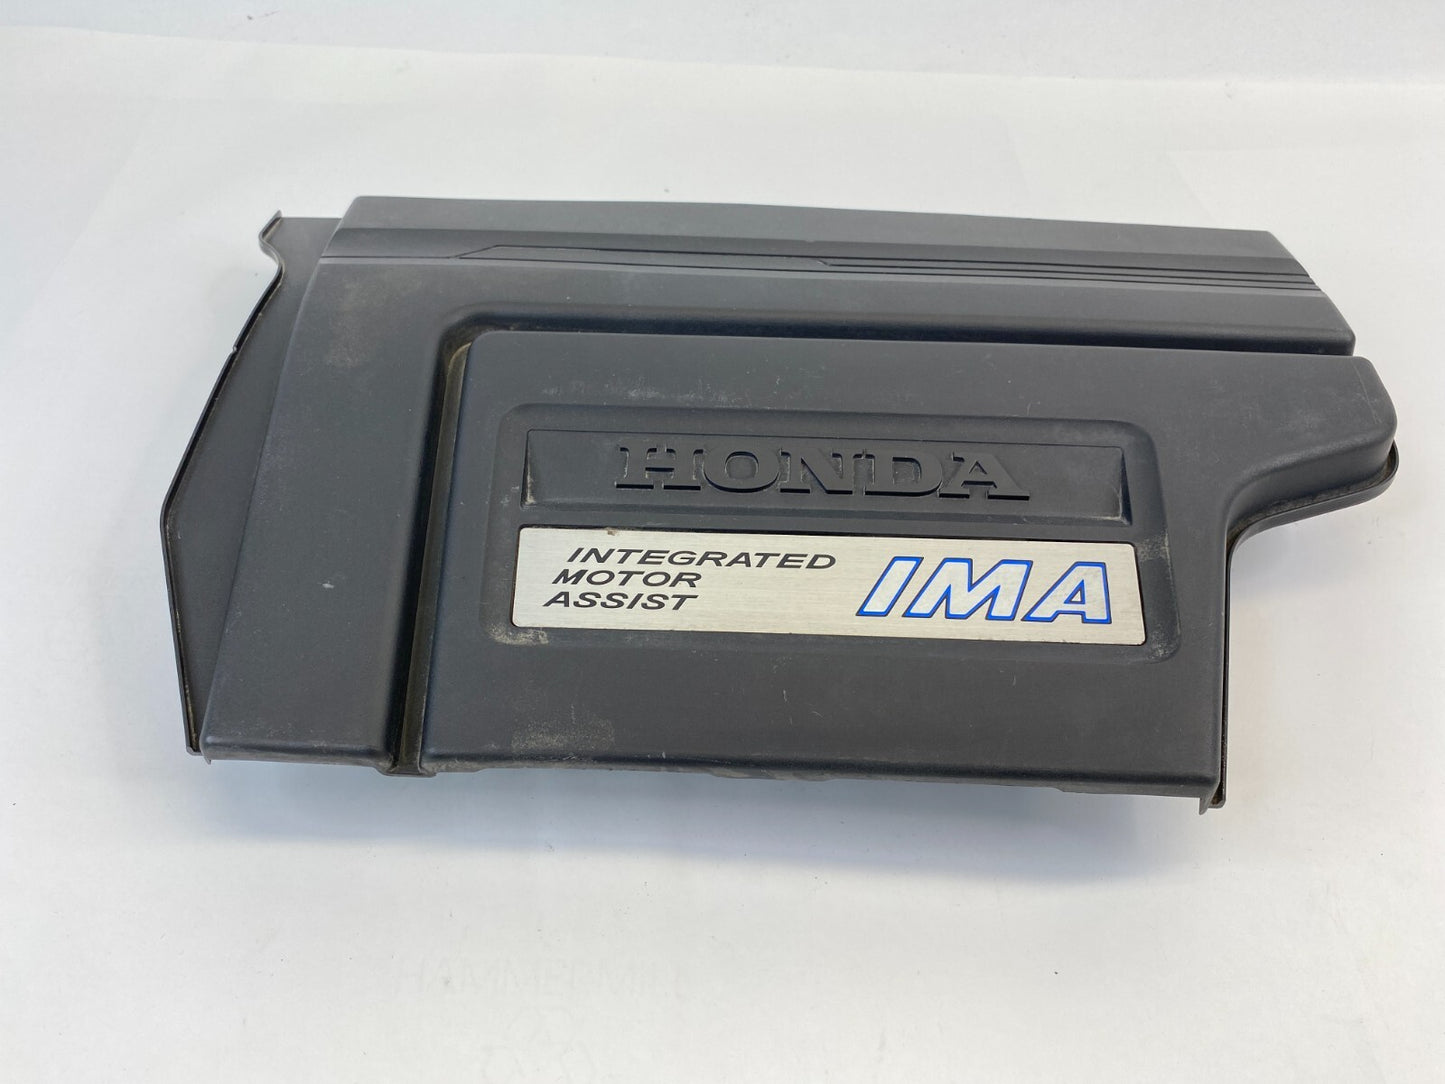 HONDA
INTEGRATED
MOTOR
ASSIST
IMA